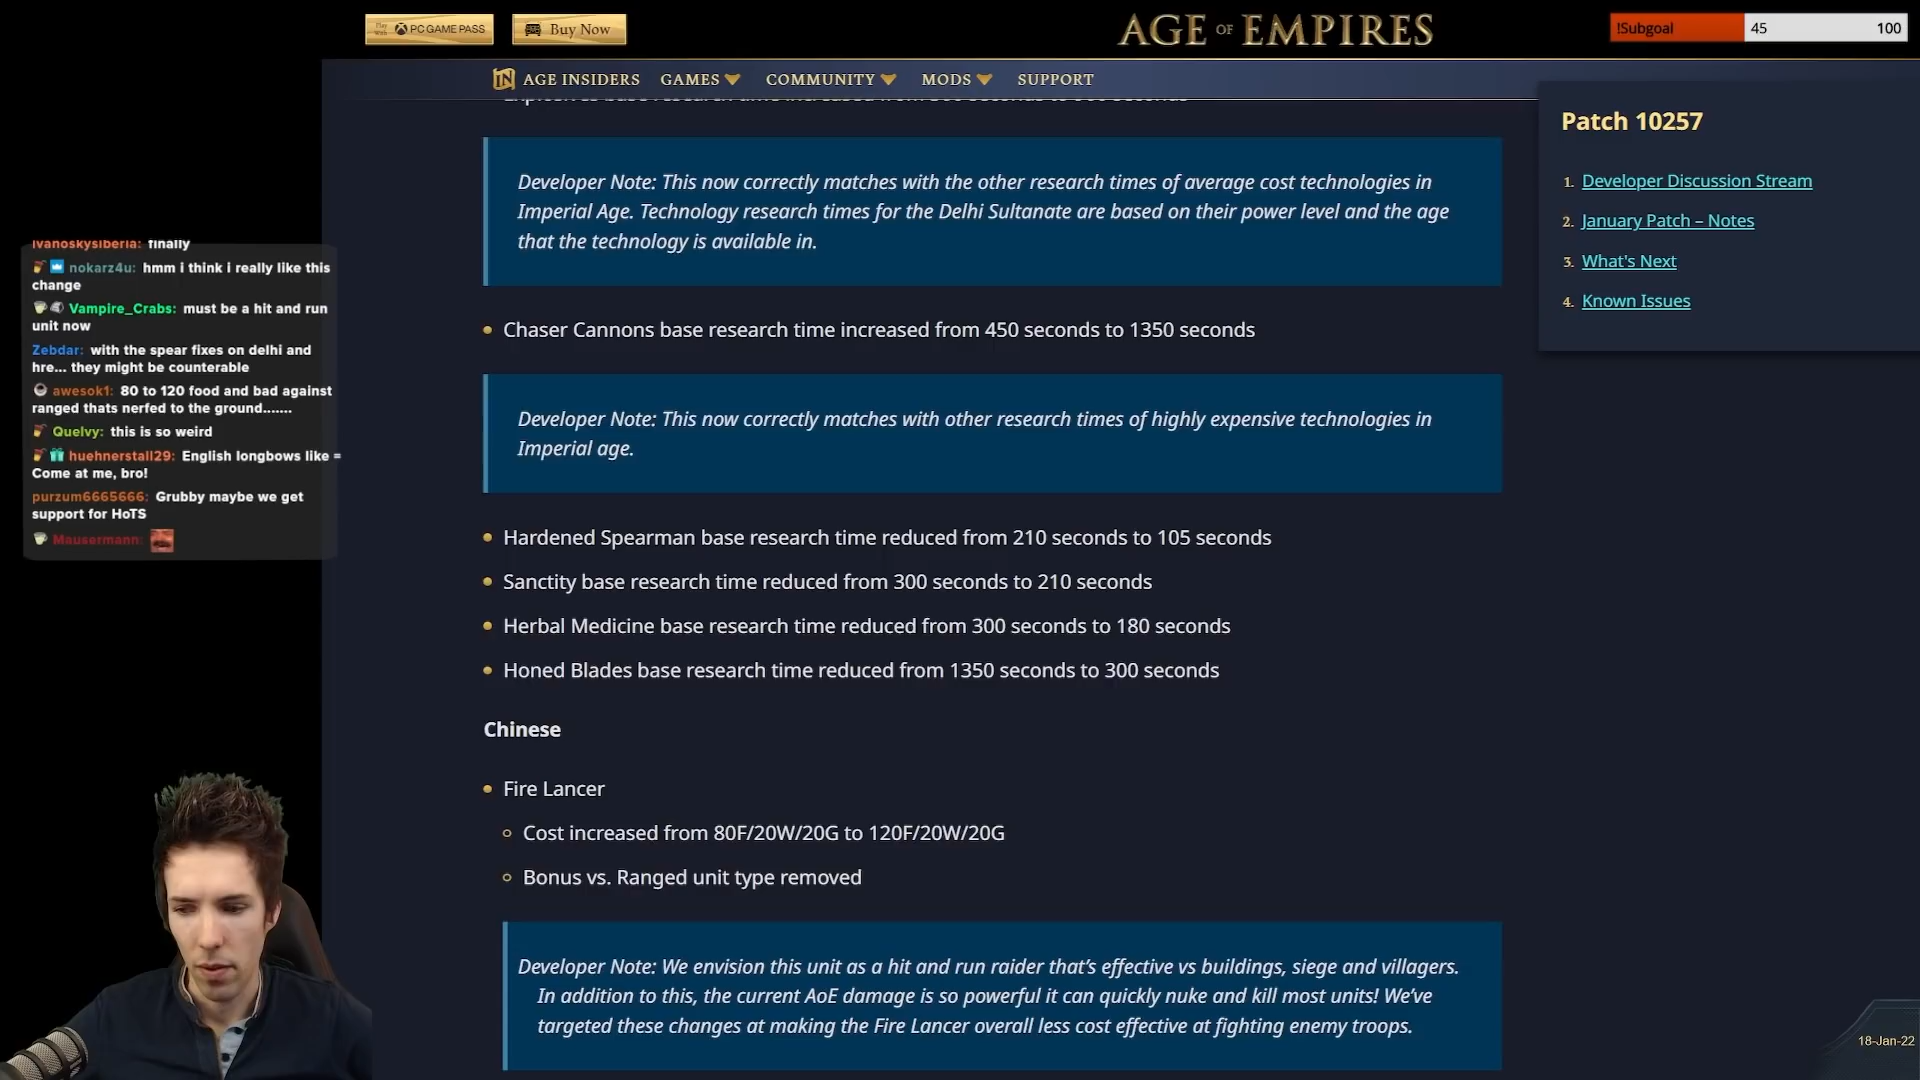 Play With PC GAME PASS
Buy Now
AGE OF EMPIRES
!Subgoal 45 100
AGE INSIDERS GAMES COMMUNITY MODS SUPPORT
Developer Note: This now correctly matches with the other research times of average cost technologies in
Imperial Age. Technology research times for the Delhi Sultanate are based on their power level and the age
that the technology is available in.
Chaser Cannons base research time increased from 450 seconds to 1350 seconds
Developer Note: This now correctly matches with other research times of highly expensive technologies in
Imperial age.
Hardened Spearman base research time reduced from 210 seconds to 105 seconds
Sanctity base research time reduced from 300 seconds to 210 seconds
Herbal Medicine base research time reduced from 300 seconds to 180 seconds
Honed Blades base research time reduced from 1350 seconds to 300 seconds
Chinese
Fire Lancer
Cost increased from 80F/20W/20G to 120F/20W/20G
Bonus vs. Ranged unit type removed
Developer Note: We envision this unit as a hit and run raider that's effective vs buildings, siege and villagers.
In addition to this, the current AoE damage is so powerful it can quickly nuke and kill most units! We've
targeted these changes at making the Fire Lancer overall less cost effective at fighting enemy troops.
Patch 10257
1. Developer Discussion Stream
2. January Patch – Notes
3. What's Next
4. Known Issues
ivanoskysiberia: finally
nokarz4u: hmm i think i really like this
change
Vampire_Crabs: must be a hit and run
unit now
Zebdar: with the spear fixes on delhi and
hre... they might be counterable
awesok1: 80 to 120 food and bad against
ranged thats nerfed to the ground.......
Quelvy: this is so weird
huehnerstall29: English longbows like =
Come at me, bro!
purzum6665666: Grubby maybe we get
support for HoTS
Mausermann:
18-Jan-22